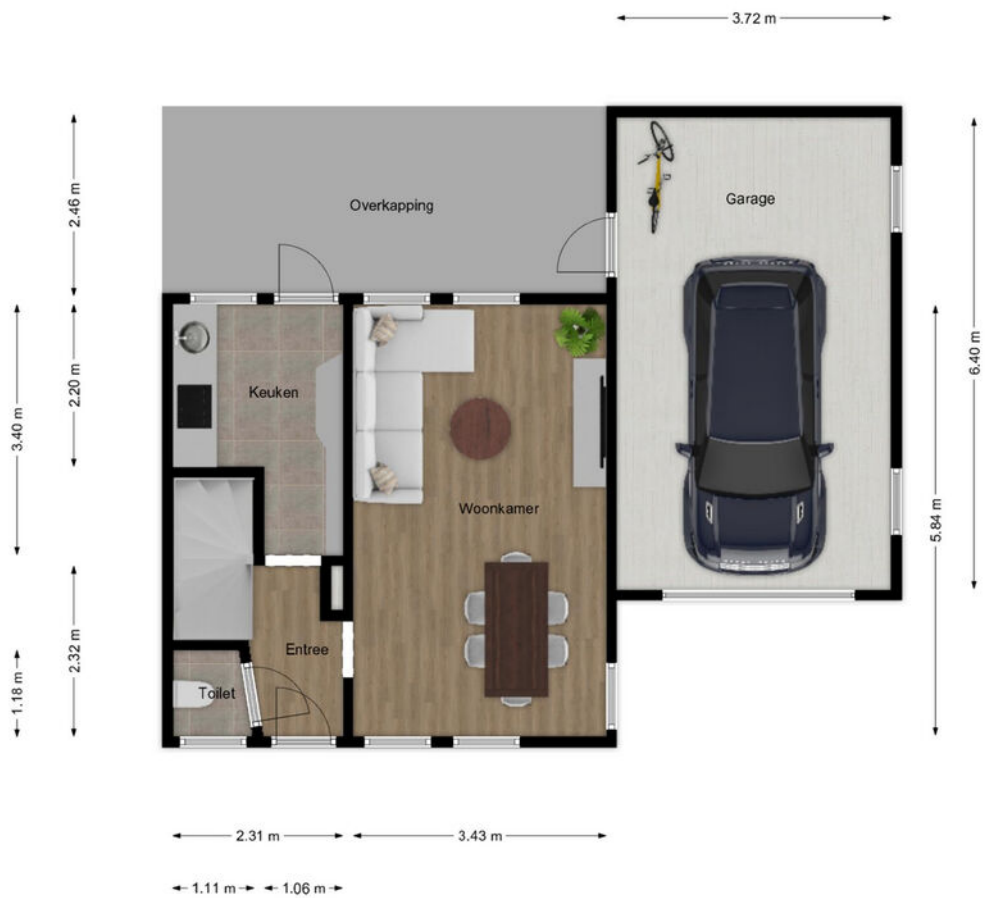 3.72 m
2.46 m
Overkapping
Garage
6.40 m
3.40 m
2.20 m
Keuken
Woonkamer
5.84 m
2.32 m
1.18 m
Entree
Toilet
2.31 m
3.43 m
1.11 m
1.06 m